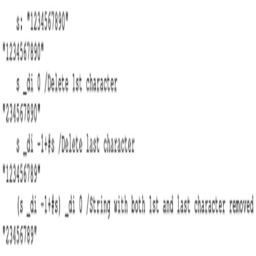 s: "1234567890"
"1234567890"
s _di 0 /Delete 1st character
"234567890"
s _di -1+#s /Delete last character
"123456789"
(s _di -1+#s) _di 0 /String with both 1st and last character removed
"23456789"